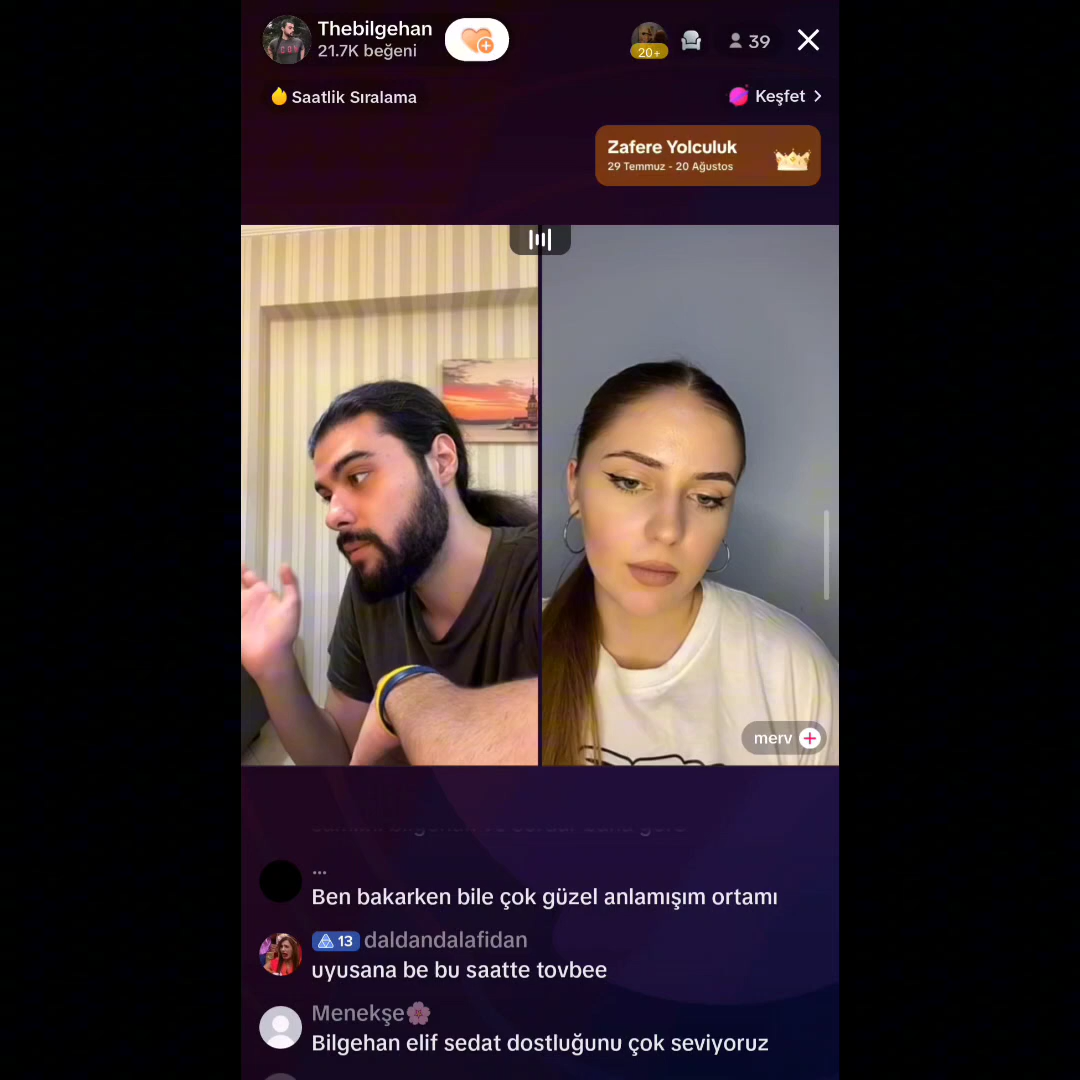 Thebilgehan
21.7K beğeni
20+
39
Saatlik Sıralama
Keşfet
Zafere Yolculuk
29 Temmuz - 20 Ağustos
merv
...
Ben bakarken bile çok güzel anlamışım ortamı
13 daldandalafidan
uyusana be bu saatte tovbee
Menekşe🌸
Bilgehan elif sedat dostluğunu çok seviyoruz